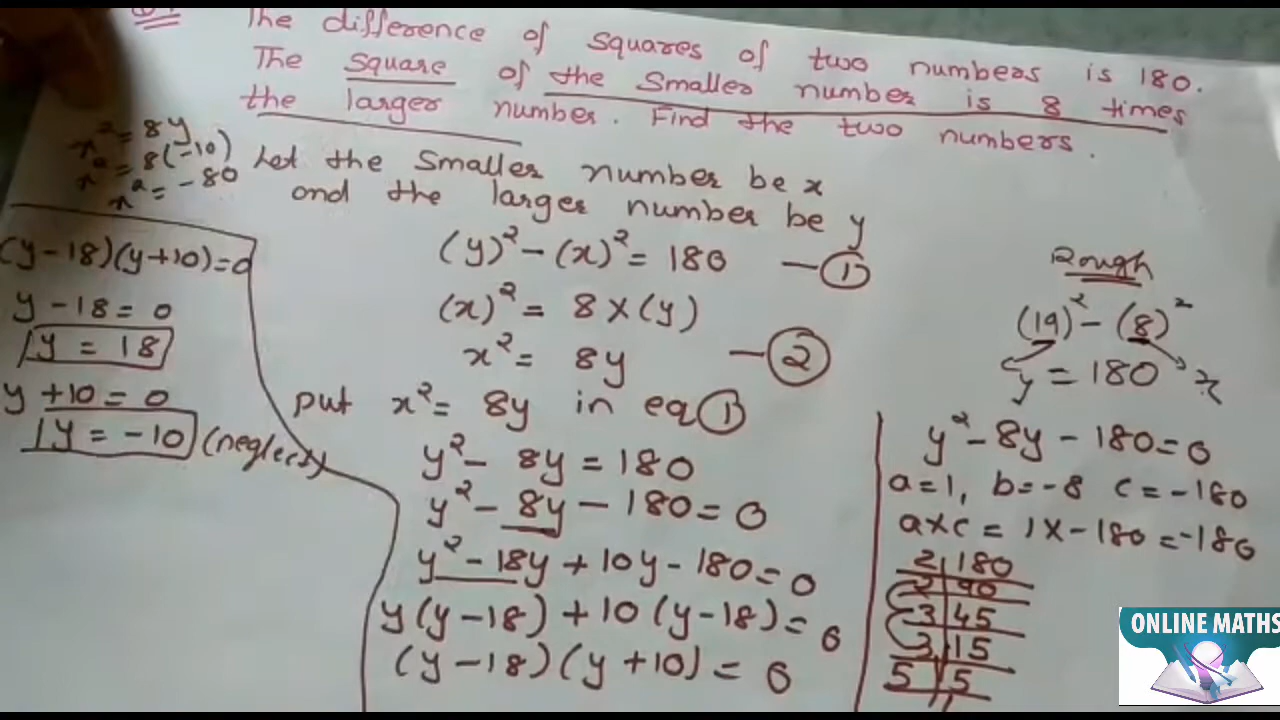 The difference of squares of two numbers is 180.
The square of the smaller number is 8 times
the larger number. Find the two numbers.
x² = 8y
x² = 8(-10)
x² = -80
Let the smaller number be x
and the larger number be y
(y)² - (x)² = 180 — ①
(x)² = 8 × (y)
x² = 8y — ②
put x² = 8y in eq ①
y² - 8y = 180
y² - 8y - 180 = 0
y² - 18y + 10y - 180 = 0
y(y-18) + 10(y-18) = 0
(y-18)(y+10) = 0
(y-18)(y+10)=0
y - 18 = 0
y = 18
y + 10 = 0
y = -10 (neglect)
Rough
(19)² - (8)²
y = 180 x
y² - 8y - 180 = 0
a=1, b=-8 c=-180
a×c = 1×-180 = -180
2 | 180
2 | 90
3 | 45
3 | 15
5 | 5
ONLINE MATHS